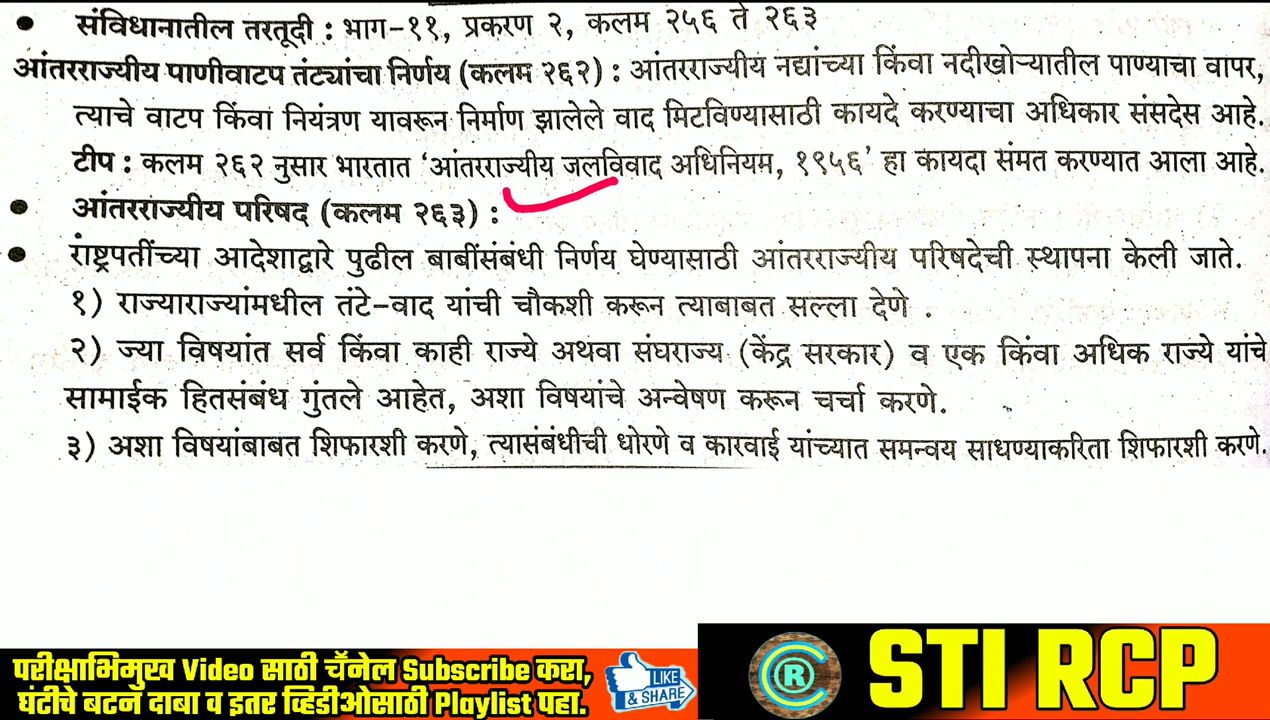 • संविधानातील तरतूदी : भाग-११, प्रकरण २, कलम २५६ ते २६३
आंतरराज्यीय पाणीवाटप तंट्यांचा निर्णय (कलम २६२) : आंतरराज्यीय नद्यांच्या किंवा नदीखोऱ्यातील पाण्याचा वापर,
त्याचे वाटप किंवा नियंत्रण यावरून निर्माण झालेले वाद मिटविण्यासाठी कायदे करण्याचा अधिकार संसदेस आहे.
टीप : कलम २६२ नुसार भारतात ‘आंतरराज्यीय जलविवाद अधिनियम, १९५६’ हा कायदा संमत करण्यात आला आहे.
• आंतरराज्यीय परिषद (कलम २६३) :
• राष्ट्रपतींच्या आदेशाद्वारे पुढील बाबींसंबंधी निर्णय घेण्यासाठी आंतरराज्यीय परिषदेची स्थापना केली जाते.
१) राज्याराज्यांमधील तंटे-वाद यांची चौकशी करून त्याबाबत सल्ला देणे .
२) ज्या विषयांत सर्व किंवा काही राज्ये अथवा संघराज्य (केंद्र सरकार) व एक किंवा अधिक राज्ये यांचे
सामाईक हितसंबंध गुंतले आहेत, अशा विषयांचे अन्वेषण करून चर्चा करणे.
३) अशा विषयांबाबत शिफारशी करणे, त्यासंबंधीची धोरणे व कारवाई यांच्यात समन्वय साधण्याकरिता शिफारशी करणे.
परीक्षाभिमुख Video साठी चॅनेल Subscribe करा,
घंटीचे बटन दाबा व इतर व्हिडीओसाठी Playlist पहा.
LIKE
& SHARE
R
STI RCP